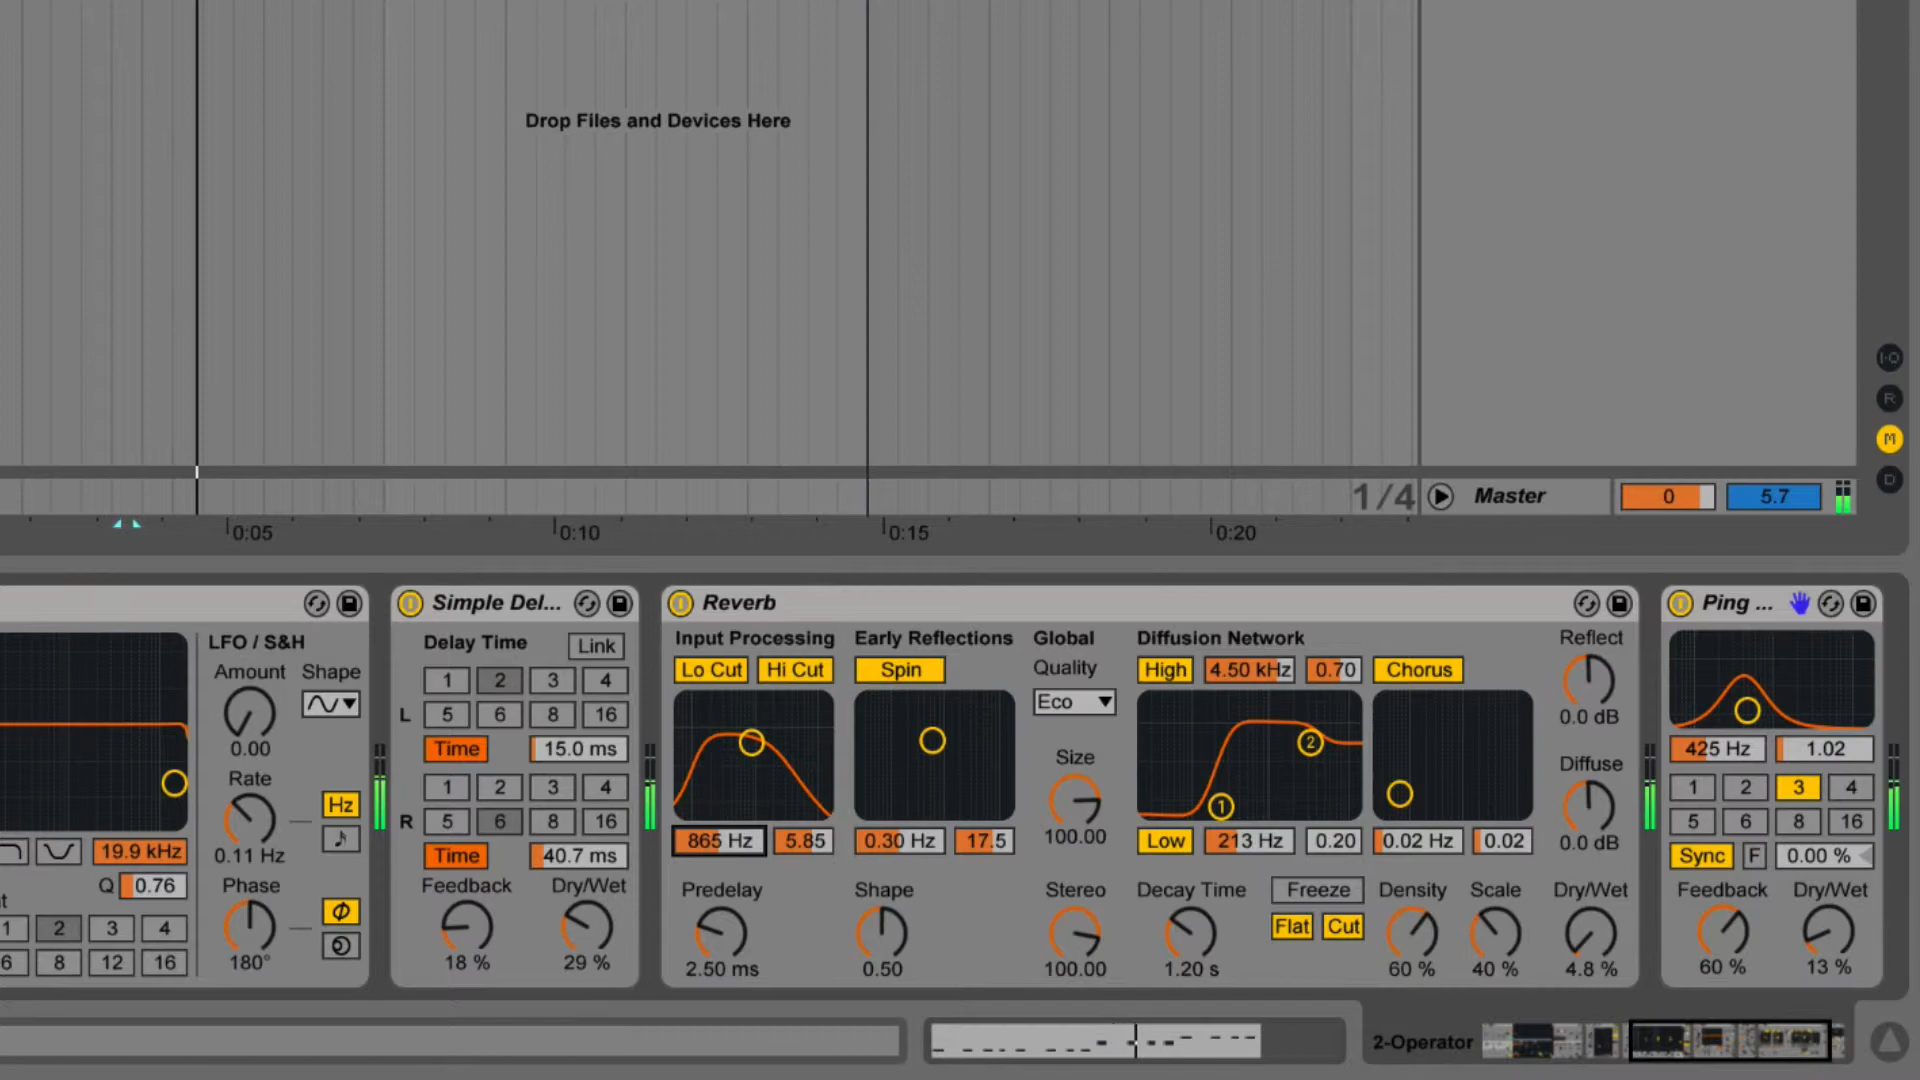 Drop Files and Devices Here
I·O
R
M
D
1/4
Master
0
5.7
0:05
0:10
0:15
0:20
LFO / S&H
Amount
Shape
0.00
Rate
Hz
0.11 Hz
Phase
180°
19.9 kHz
Q
0.76
1 2 3 4
6 8 12 16
Simple Del...
Delay Time
Link
1 2 3 4
L
5 6 8 16
Time
15.0 ms
1 2 3 4
R
5 6 8 16
Time
40.7 ms
Feedback
Dry/Wet
18 %
29 %
Reverb
Input Processing
Lo Cut
Hi Cut
865 Hz
5.85
Predelay
2.50 ms
Early Reflections
Spin
0.30 Hz
17.5
Shape
0.50
Global
Quality
Eco
Size
100.00
Stereo
100.00
Diffusion Network
High
4.50 kHz
0.70
Chorus
1
2
Low
213 Hz
0.20
0.02 Hz
0.02
Decay Time
1.20 s
Freeze
Flat
Cut
Density
60 %
Scale
40 %
Reflect
0.0 dB
Diffuse
0.0 dB
Dry/Wet
4.8 %
Ping ...
425 Hz
1.02
1 2 3 4
5 6 8 16
Sync
F
0.00 %
Feedback
Dry/Wet
60 %
13 %
2-Operator